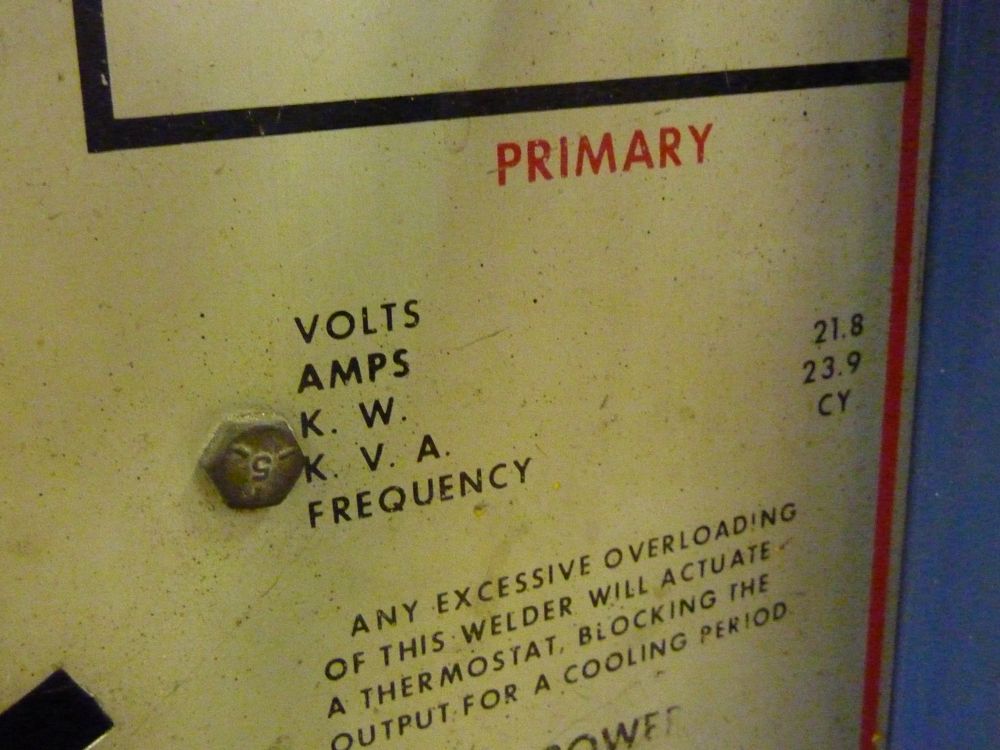 PRIMARY
VOLTS
AMPS
K. W. 21.8
K. V. A. 23.9
FREQUENCY CY
5
ANY EXCESSIVE OVERLOADING
OF THIS WELDER WILL ACTUATE
A THERMOSTAT, BLOCKING THE
OUTPUT FOR A COOLING PERIOD
POWER